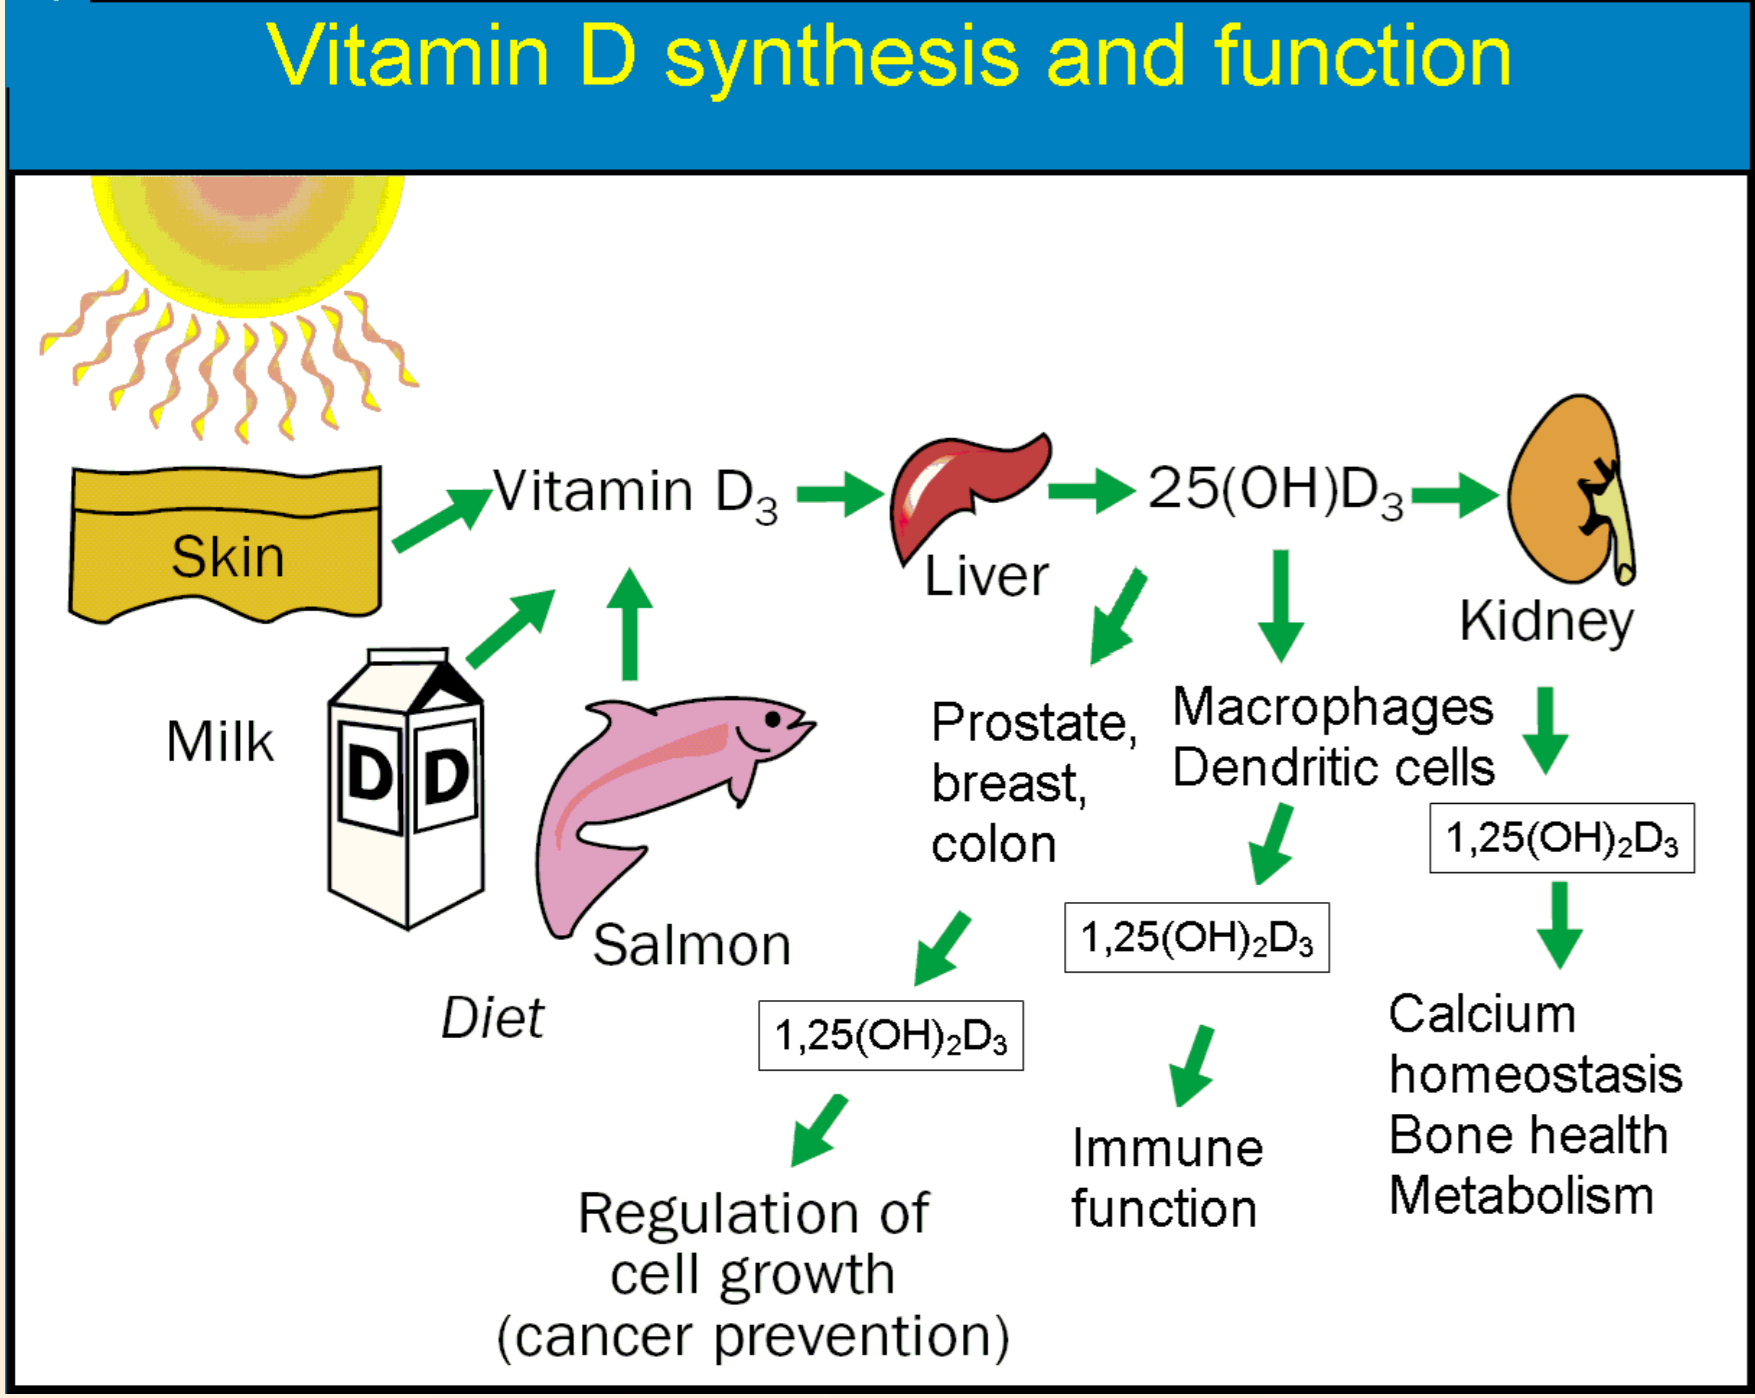 Vitamin D synthesis and function
Skin
Vitamin D₃
Liver
25(OH)D₃
Kidney
Milk
D D
Salmon
Diet
Prostate,
breast,
colon
Macrophages
Dendritic cells
1,25(OH)₂D₃
1,25(OH)₂D₃
1,25(OH)₂D₃
Regulation of
cell growth
(cancer prevention)
Immune
function
Calcium
homeostasis
Bone health
Metabolism